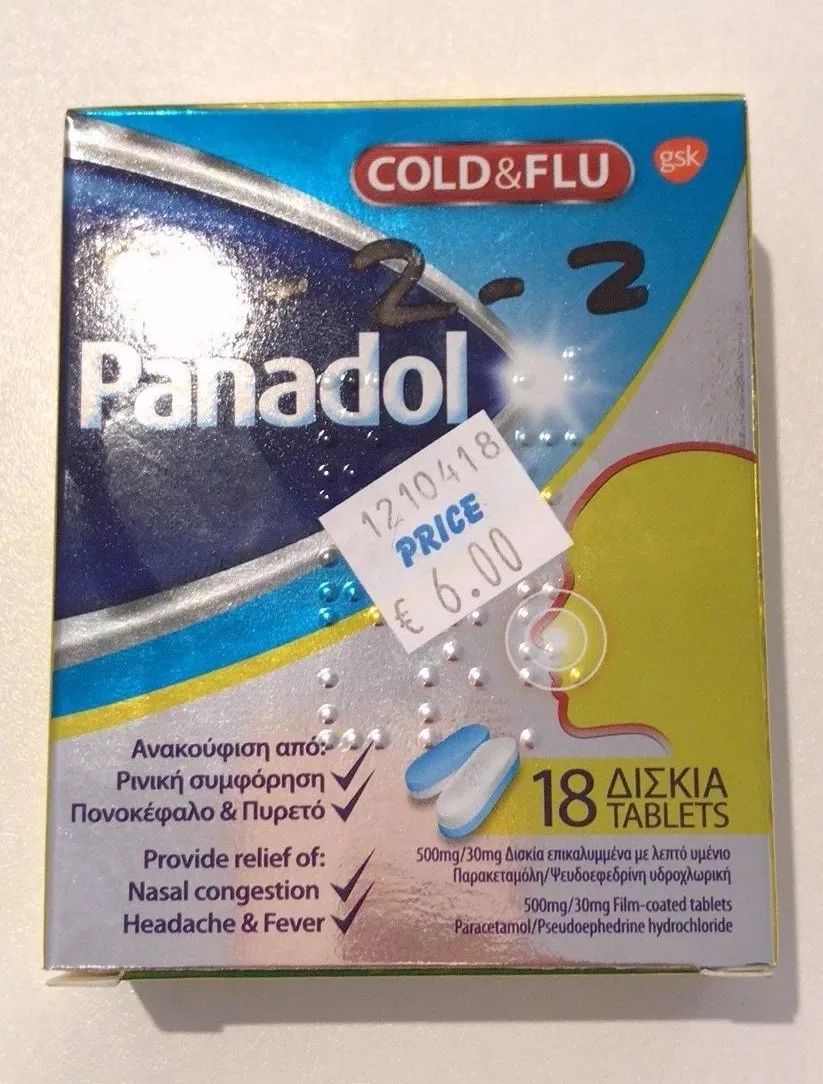 COLD&FLU
gsk
- 2 - 2
Panadol
1210418
PRICE
€ 6.00
Ανακούφιση από:
Ρινική συμφόρηση
Πονοκέφαλο & Πυρετό
Provide relief of:
Nasal congestion
Headache & Fever
18 ΔΙΣΚΙΑ
TABLETS
500mg/30mg Δισκία επικαλυμμένα με λεπτό υμένιο
Παρακεταμόλη/Ψευδοεφεδρίνη υδροχλωρική
500mg/30mg Film-coated tablets
Paracetamol/Pseudoephedrine hydrochloride